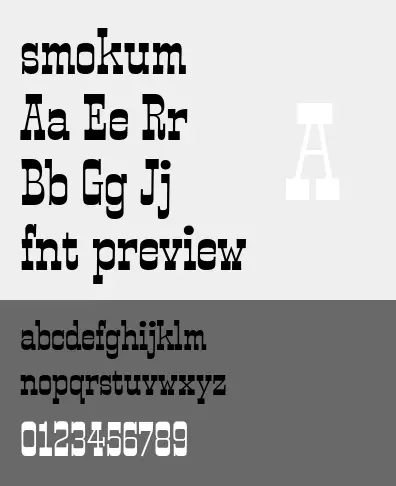 smokum
Aa Ee Rr
A
Bb Gg Jj
fnt preview
abcdefghijklm
nopqrstuvwxyz
0123456789